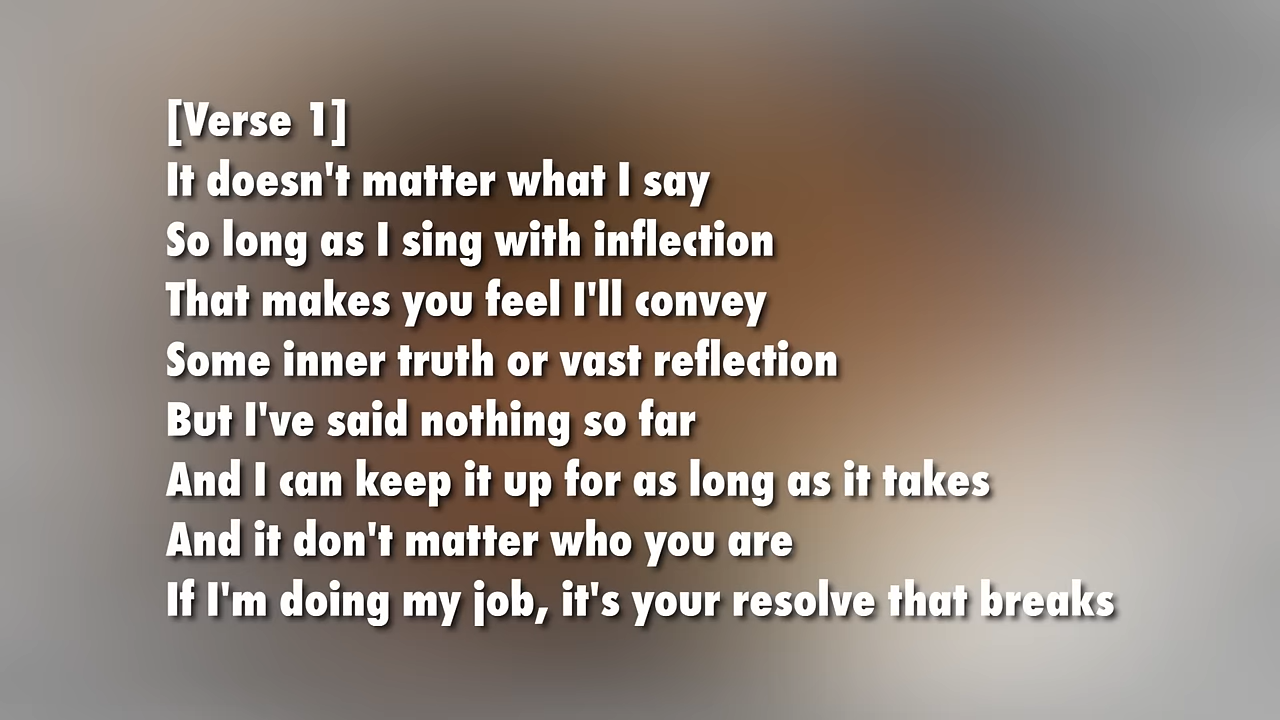 [Verse 1]
It doesn't matter what I say
So long as I sing with inflection
That makes you feel I'll convey
Some inner truth or vast reflection
But I've said nothing so far
And I can keep it up for as long as it takes
And it don't matter who you are
If I'm doing my job, it's your resolve that breaks